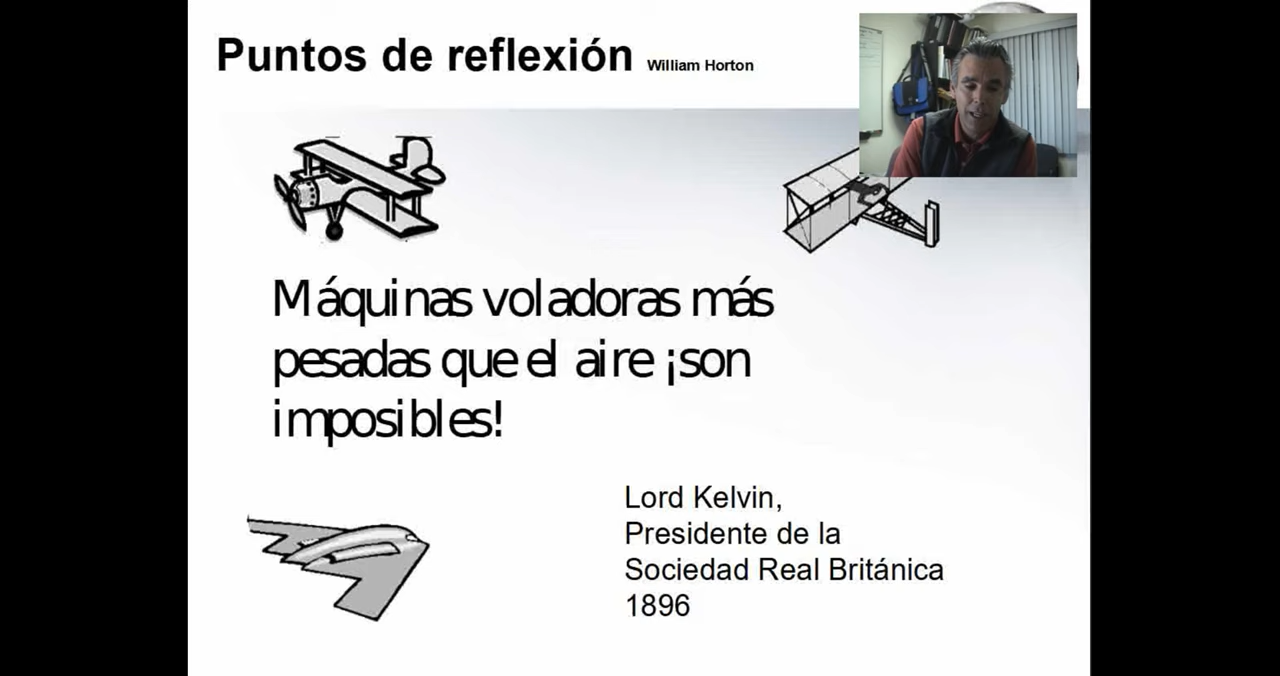 Puntos de reflexión William Horton
Máquinas voladoras más
pesadas que el aire ¡son
imposibles!
Lord Kelvin,
Presidente de la
Sociedad Real Británica
1896